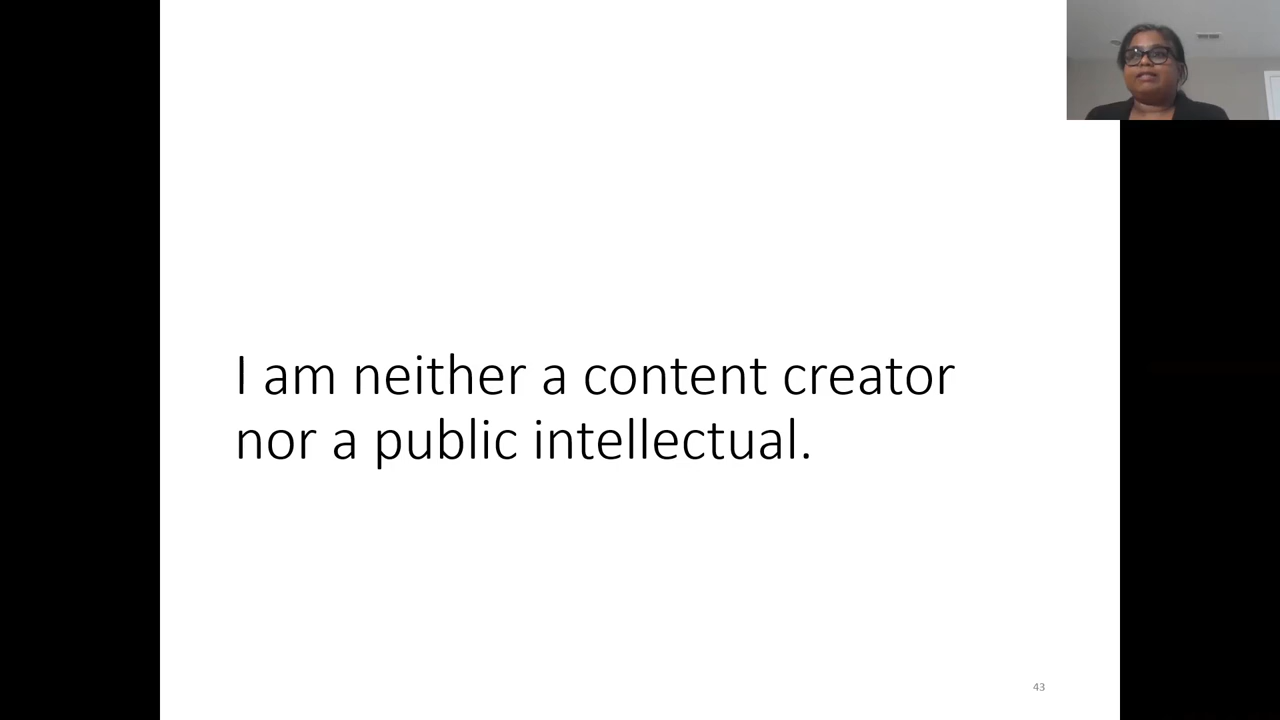 I am neither a content creator
nor a public intellectual.
43